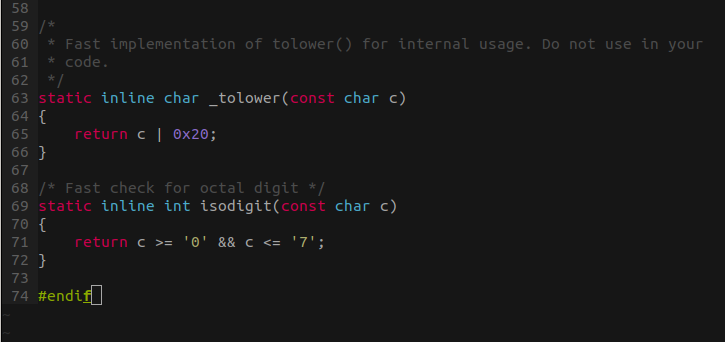 58
59 /*
60  * Fast implementation of tolower() for internal usage. Do not use in your
61  * code.
62  */
63 static inline char _tolower(const char c)
64 {
65     return c | 0x20;
66 }
67
68 /* Fast check for octal digit */
69 static inline int isodigit(const char c)
70 {
71     return c >= '0' && c <= '7';
72 }
73
74 #endif
~
~